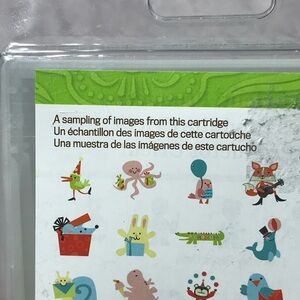 A sampling of images from this cartridge
Un échantillon des images de cette cartouche
Una muestra de las imágenes de este cartucho